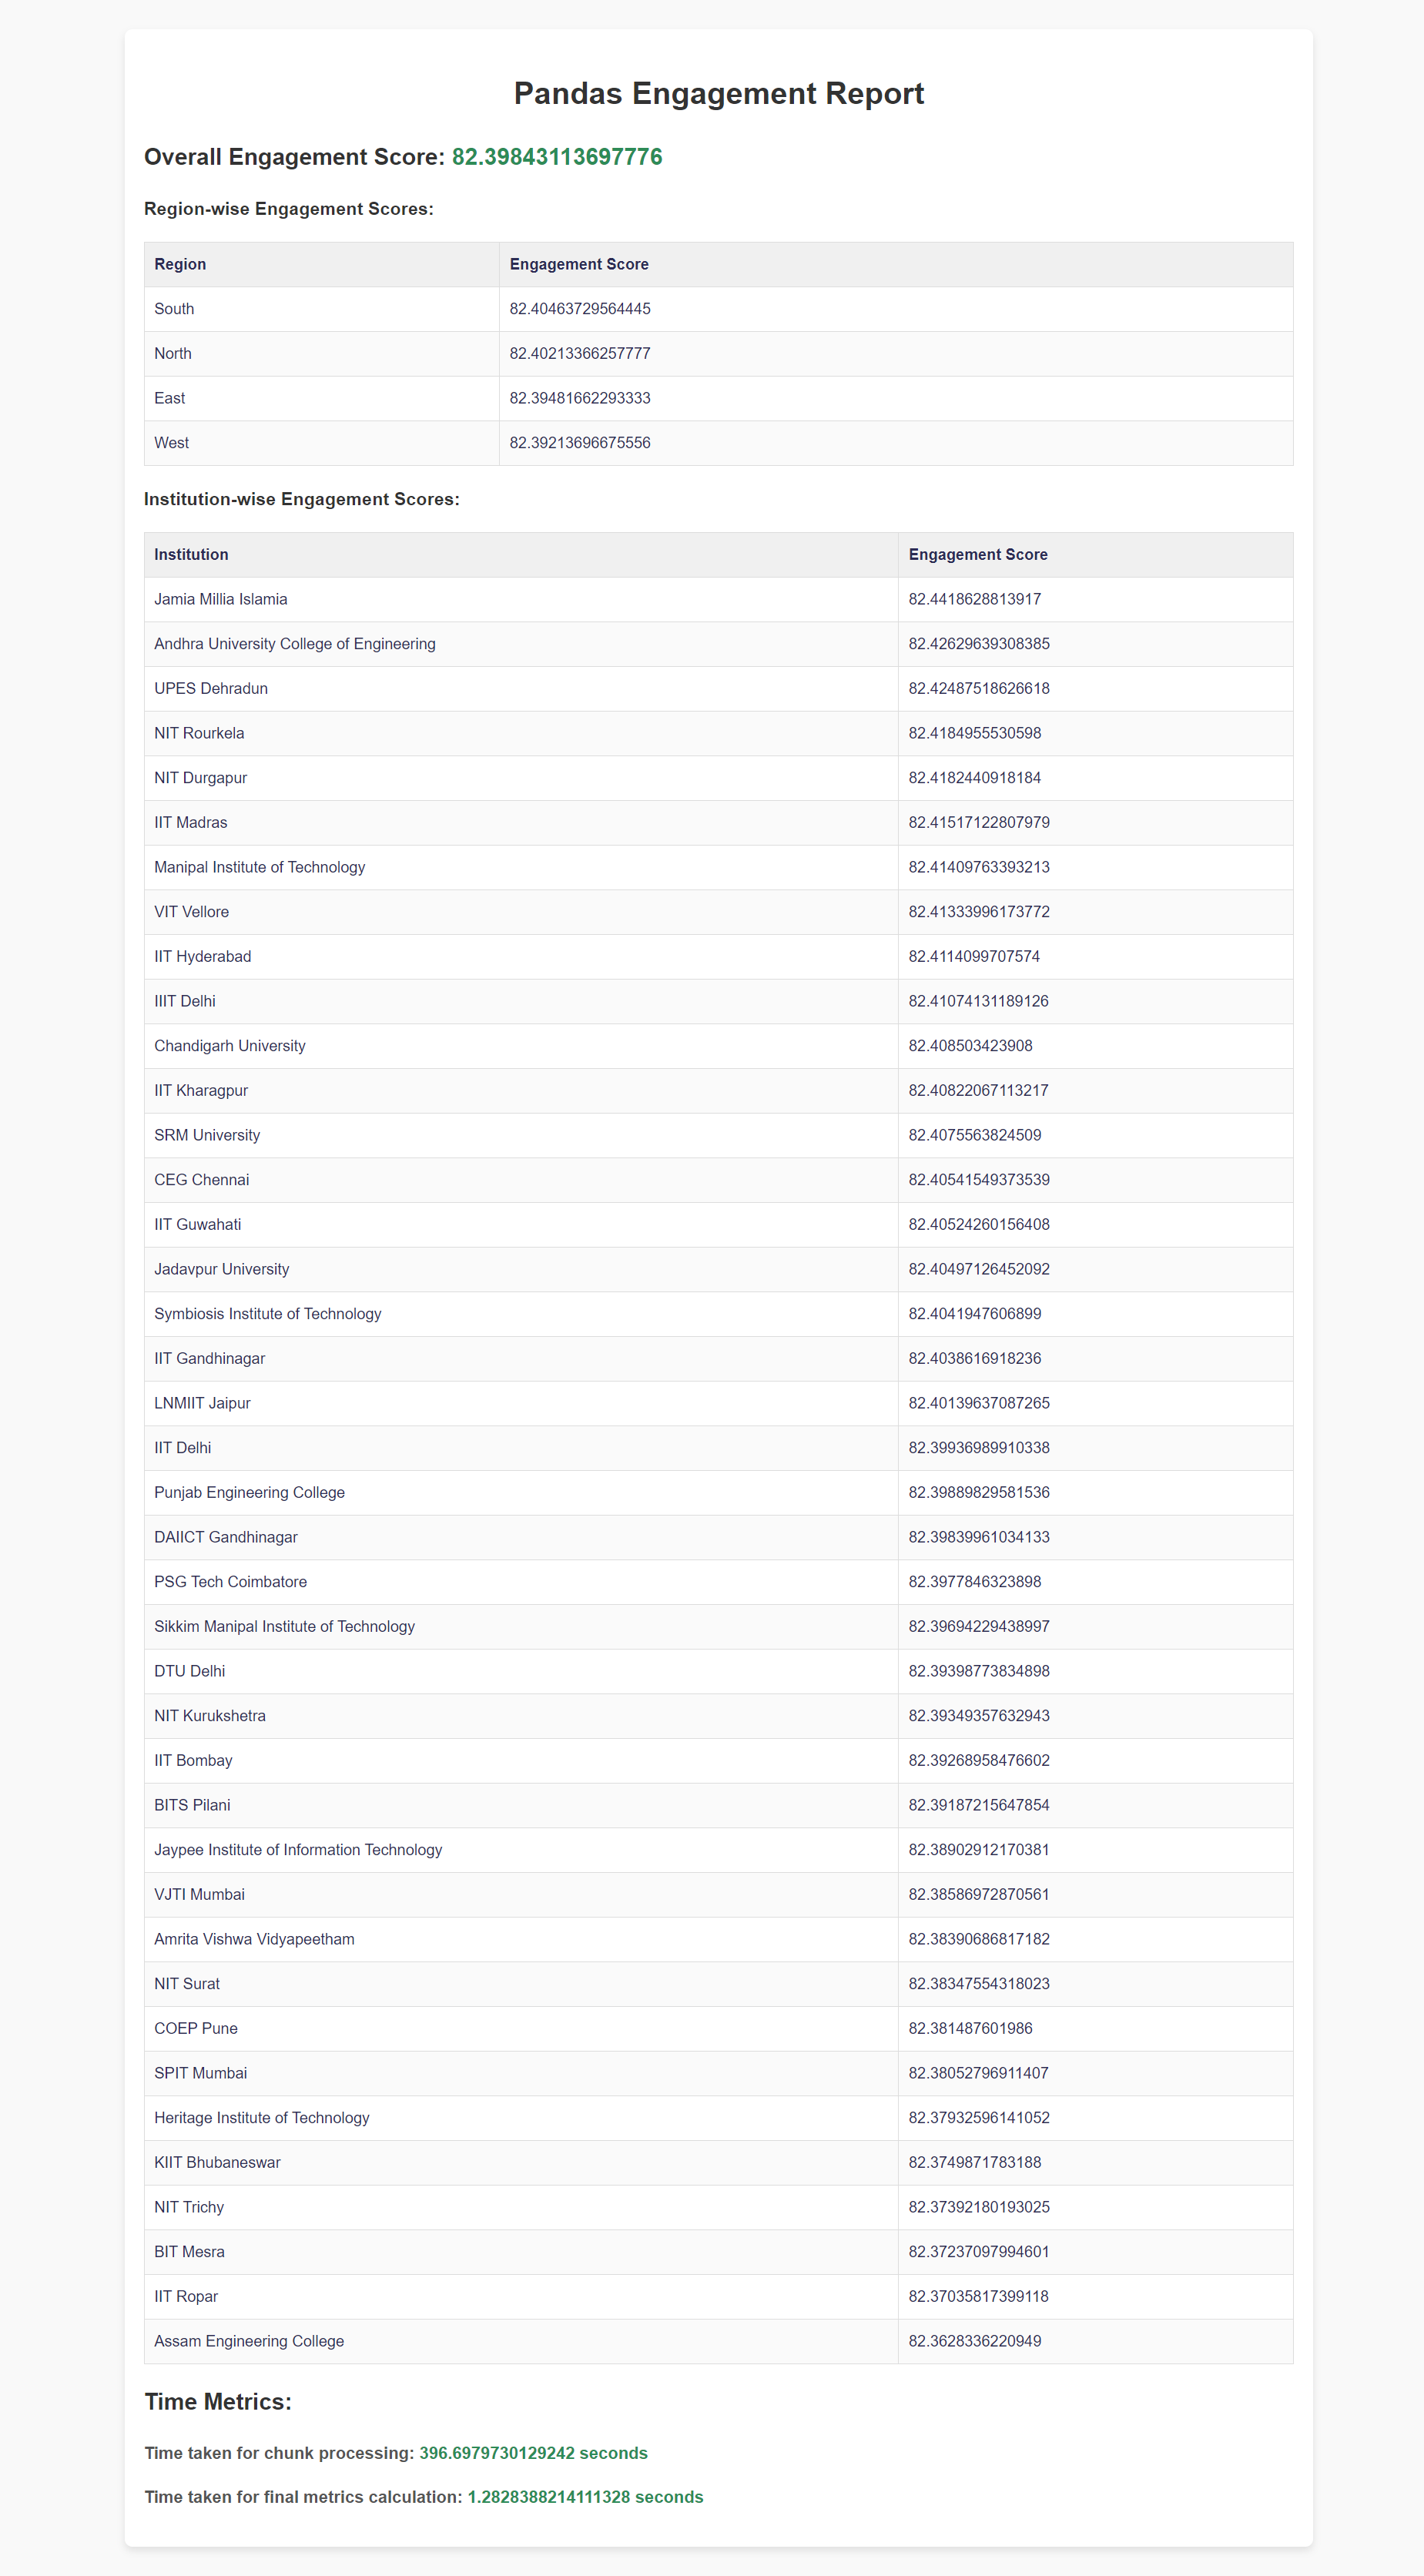 Pandas Engagement Report
Overall Engagement Score: 82.39843113697776
Region-wise Engagement Scores:
Region Engagement Score
South 82.40463729564445
North 82.40213366257777
East 82.39481662293333
West 82.39213696675556
Institution-wise Engagement Scores:
Institution Engagement Score
Jamia Millia Islamia 82.4418628813917
Andhra University College of Engineering 82.42629639308385
UPES Dehradun 82.42487518626618
NIT Rourkela 82.4184955530598
NIT Durgapur 82.4182440918184
IIT Madras 82.41517122807979
Manipal Institute of Technology 82.41409763393213
VIT Vellore 82.41333996173772
IIT Hyderabad 82.4114099707574
IIIT Delhi 82.41074131189126
Chandigarh University 82.408503423908
IIT Kharagpur 82.40822067113217
SRM University 82.4075563824509
CEG Chennai 82.40541549373539
IIT Guwahati 82.40524260156408
Jadavpur University 82.40497126452092
Symbiosis Institute of Technology 82.4041947606899
IIT Gandhinagar 82.4038616918236
LNMIIT Jaipur 82.40139637087265
IIT Delhi 82.39936989910338
Punjab Engineering College 82.39889829581536
DAIICT Gandhinagar 82.39839961034133
PSG Tech Coimbatore 82.3977846323898
Sikkim Manipal Institute of Technology 82.39694229438997
DTU Delhi 82.39398773834898
NIT Kurukshetra 82.39349357632943
IIT Bombay 82.39268958476602
BITS Pilani 82.39187215647854
Jaypee Institute of Information Technology 82.38902912170381
VJTI Mumbai 82.38586972870561
Amrita Vishwa Vidyapeetham 82.38390686817182
NIT Surat 82.38347554318023
COEP Pune 82.381487601986
SPIT Mumbai 82.38052796911407
Heritage Institute of Technology 82.37932596141052
KIIT Bhubaneswar 82.3749871783188
NIT Trichy 82.37392180193025
BIT Mesra 82.37237097994601
IIT Ropar 82.37035817399118
Assam Engineering College 82.3628336220949
Time Metrics:
Time taken for chunk processing: 396.6979730129242 seconds
Time taken for final metrics calculation: 1.2828388214111328 seconds